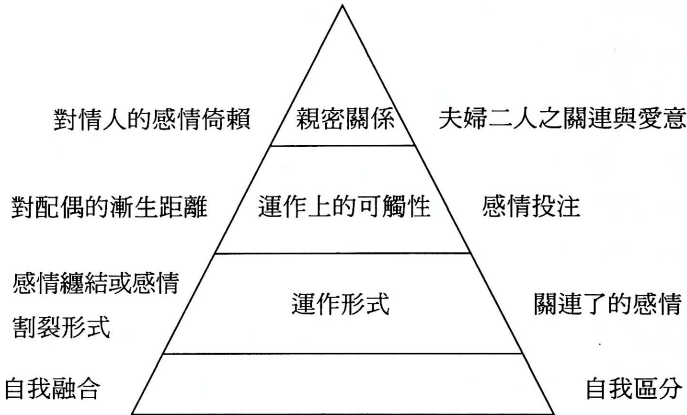 對情人的感情倚賴 親密關係 夫婦二人之關連與愛意
對配偶的漸生距離 運作上的可觸性 感情投注
感情纏結或感情
割裂形式
運作形式 關連了的感情
自我融合 自我區分